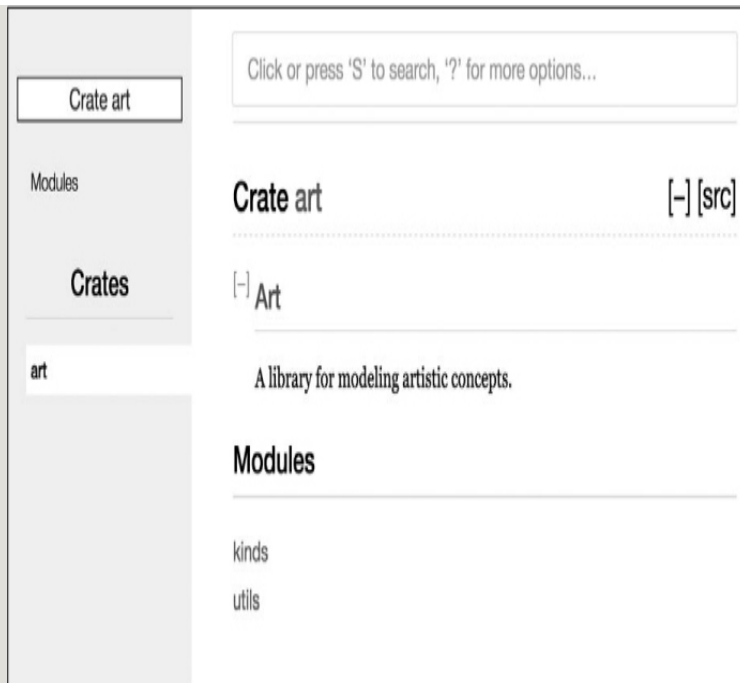 Crate art
Modules
Crates
art
Click or press ‘S’ to search, ‘?’ for more options...
Crate art [–] [src]
[–] Art
A library for modeling artistic concepts.
Modules
kinds
utils